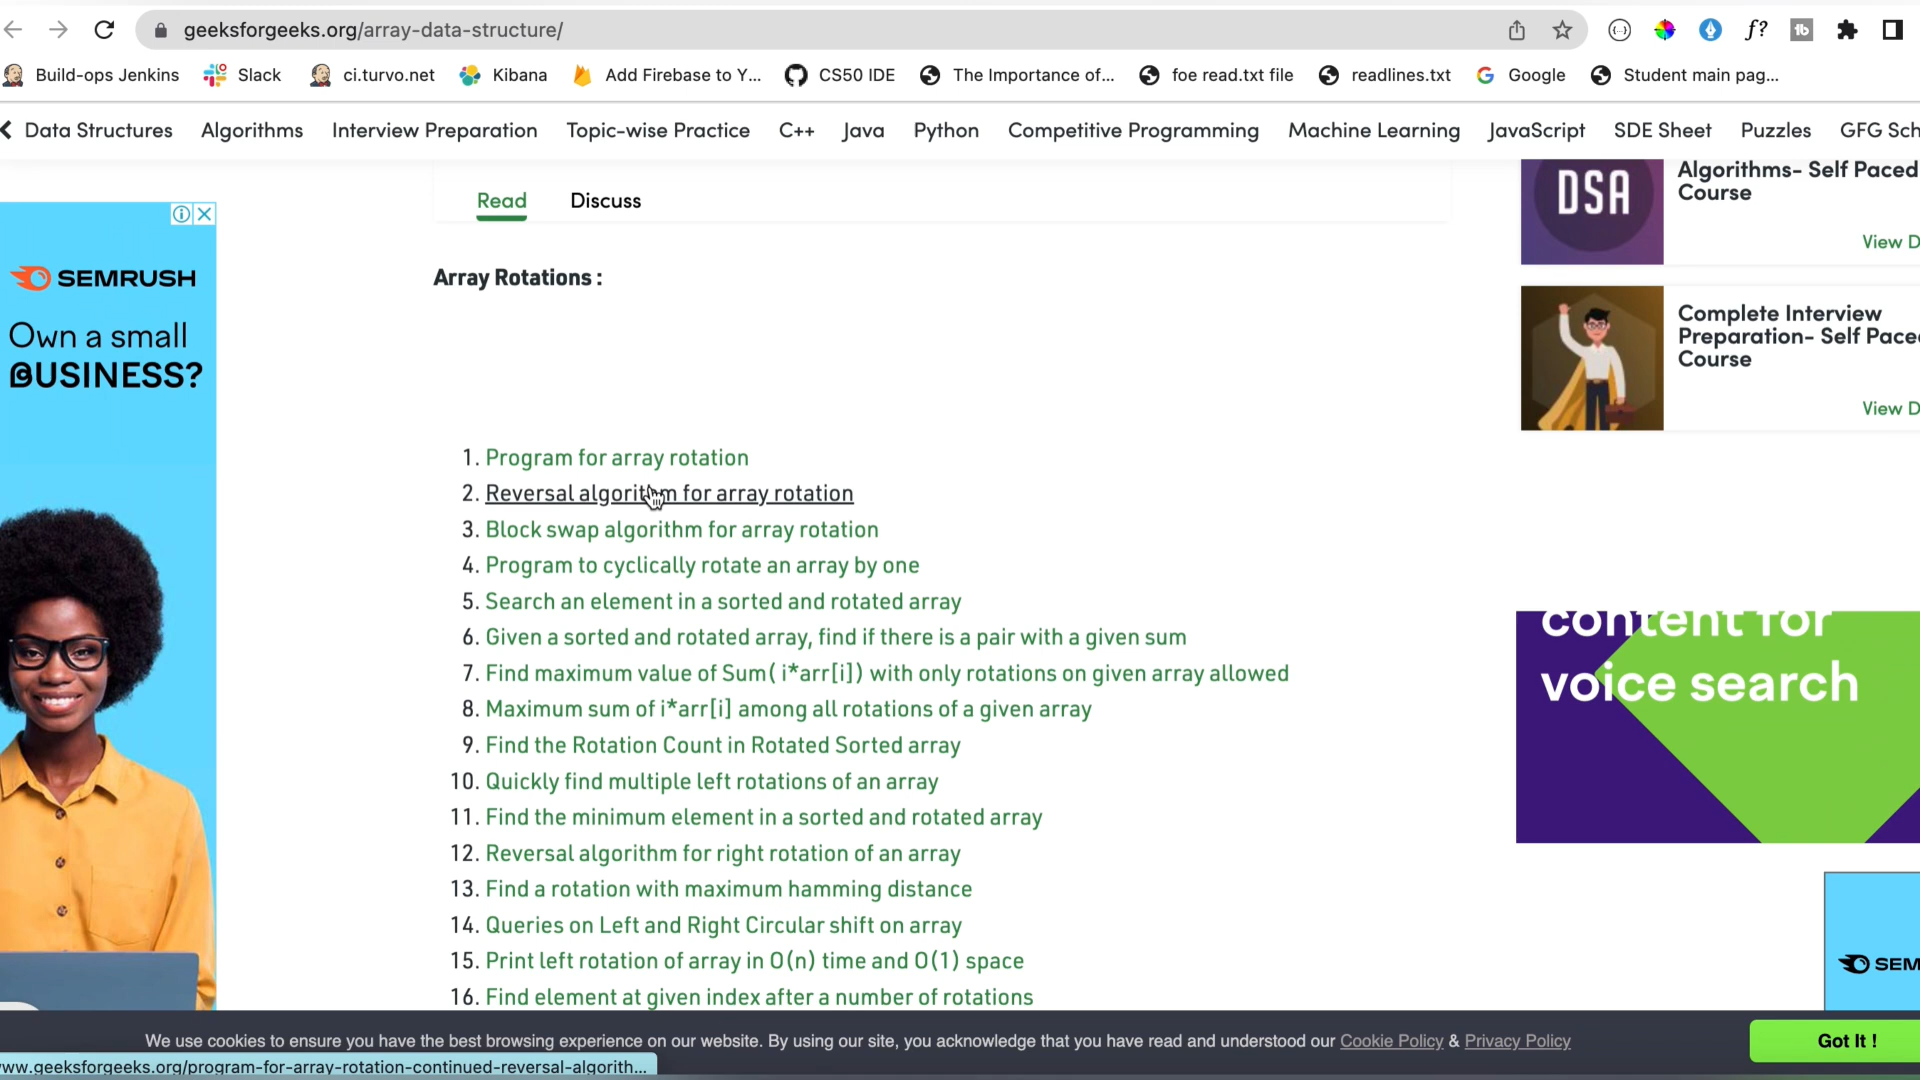 geeksforgeeks.org/array-data-structure/
f?
tb
Build-ops Jenkins Slack ci.turvo.net Kibana Add Firebase to Y... CS50 IDE The Importance of... foe read.txt file readlines.txt Google Student main pag...
Data Structures Algorithms Interview Preparation Topic-wise Practice C++ Java Python Competitive Programming Machine Learning JavaScript SDE Sheet Puzzles GFG Sch
Read Discuss
SEMRUSH
Own a small
BUSINESS?
Array Rotations :
1. Program for array rotation
2. Reversal algorithm for array rotation
3. Block swap algorithm for array rotation
4. Program to cyclically rotate an array by one
5. Search an element in a sorted and rotated array
6. Given a sorted and rotated array, find if there is a pair with a given sum
7. Find maximum value of Sum( i*arr[i]) with only rotations on given array allowed
8. Maximum sum of i*arr[i] among all rotations of a given array
9. Find the Rotation Count in Rotated Sorted array
10. Quickly find multiple left rotations of an array
11. Find the minimum element in a sorted and rotated array
12. Reversal algorithm for right rotation of an array
13. Find a rotation with maximum hamming distance
14. Queries on Left and Right Circular shift on array
15. Print left rotation of array in O(n) time and O(1) space
16. Find element at given index after a number of rotations
DSA
Algorithms- Self Paced
Course
View D
Complete Interview
Preparation- Self Pace
Course
View D
content for
voice search
SEM
We use cookies to ensure you have the best browsing experience on our website. By using our site, you acknowledge that you have read and understood our Cookie Policy & Privacy Policy
Got It !
ww.geeksforgeeks.org/program-for-array-rotation-continued-reversal-algorith...